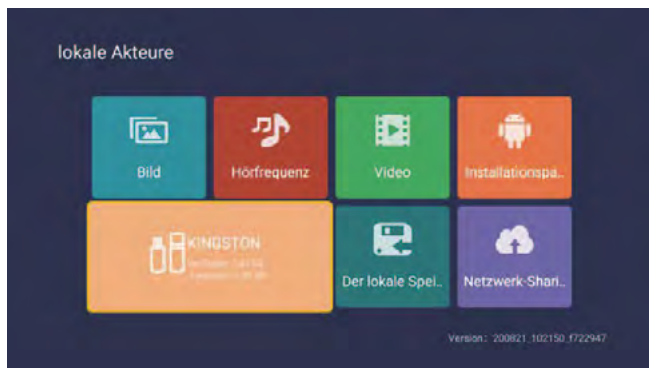 lokale Akteure
Bild
Hörfrequenz
Video
Installationspa..
KINGSTON
Der lokale Spei..
Netzwerk-Shari..
Version: 200821_102150_f722947